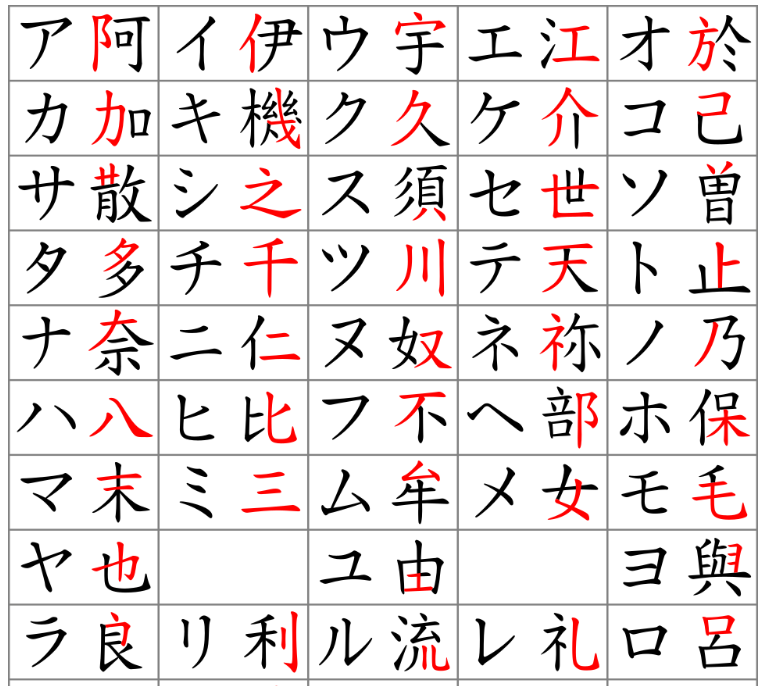 ア阿 イ伊 ウ宇 エ江 オ於
カ加 キ機 ク久 ケ介 コ己
サ散 シ之 ス須 セ世 ソ曽
タ多 チ千 ツ川 テ天 ト止
ナ奈 ニ仁 ヌ奴 ネ祢 ノ乃
ハ八 ヒ比 フ不 ヘ部 ホ保
マ末 ミ三 ム牟 メ女 モ毛
ヤ也 ユ由 ヨ與
ラ良 リ利 ル流 レ礼 ロ呂